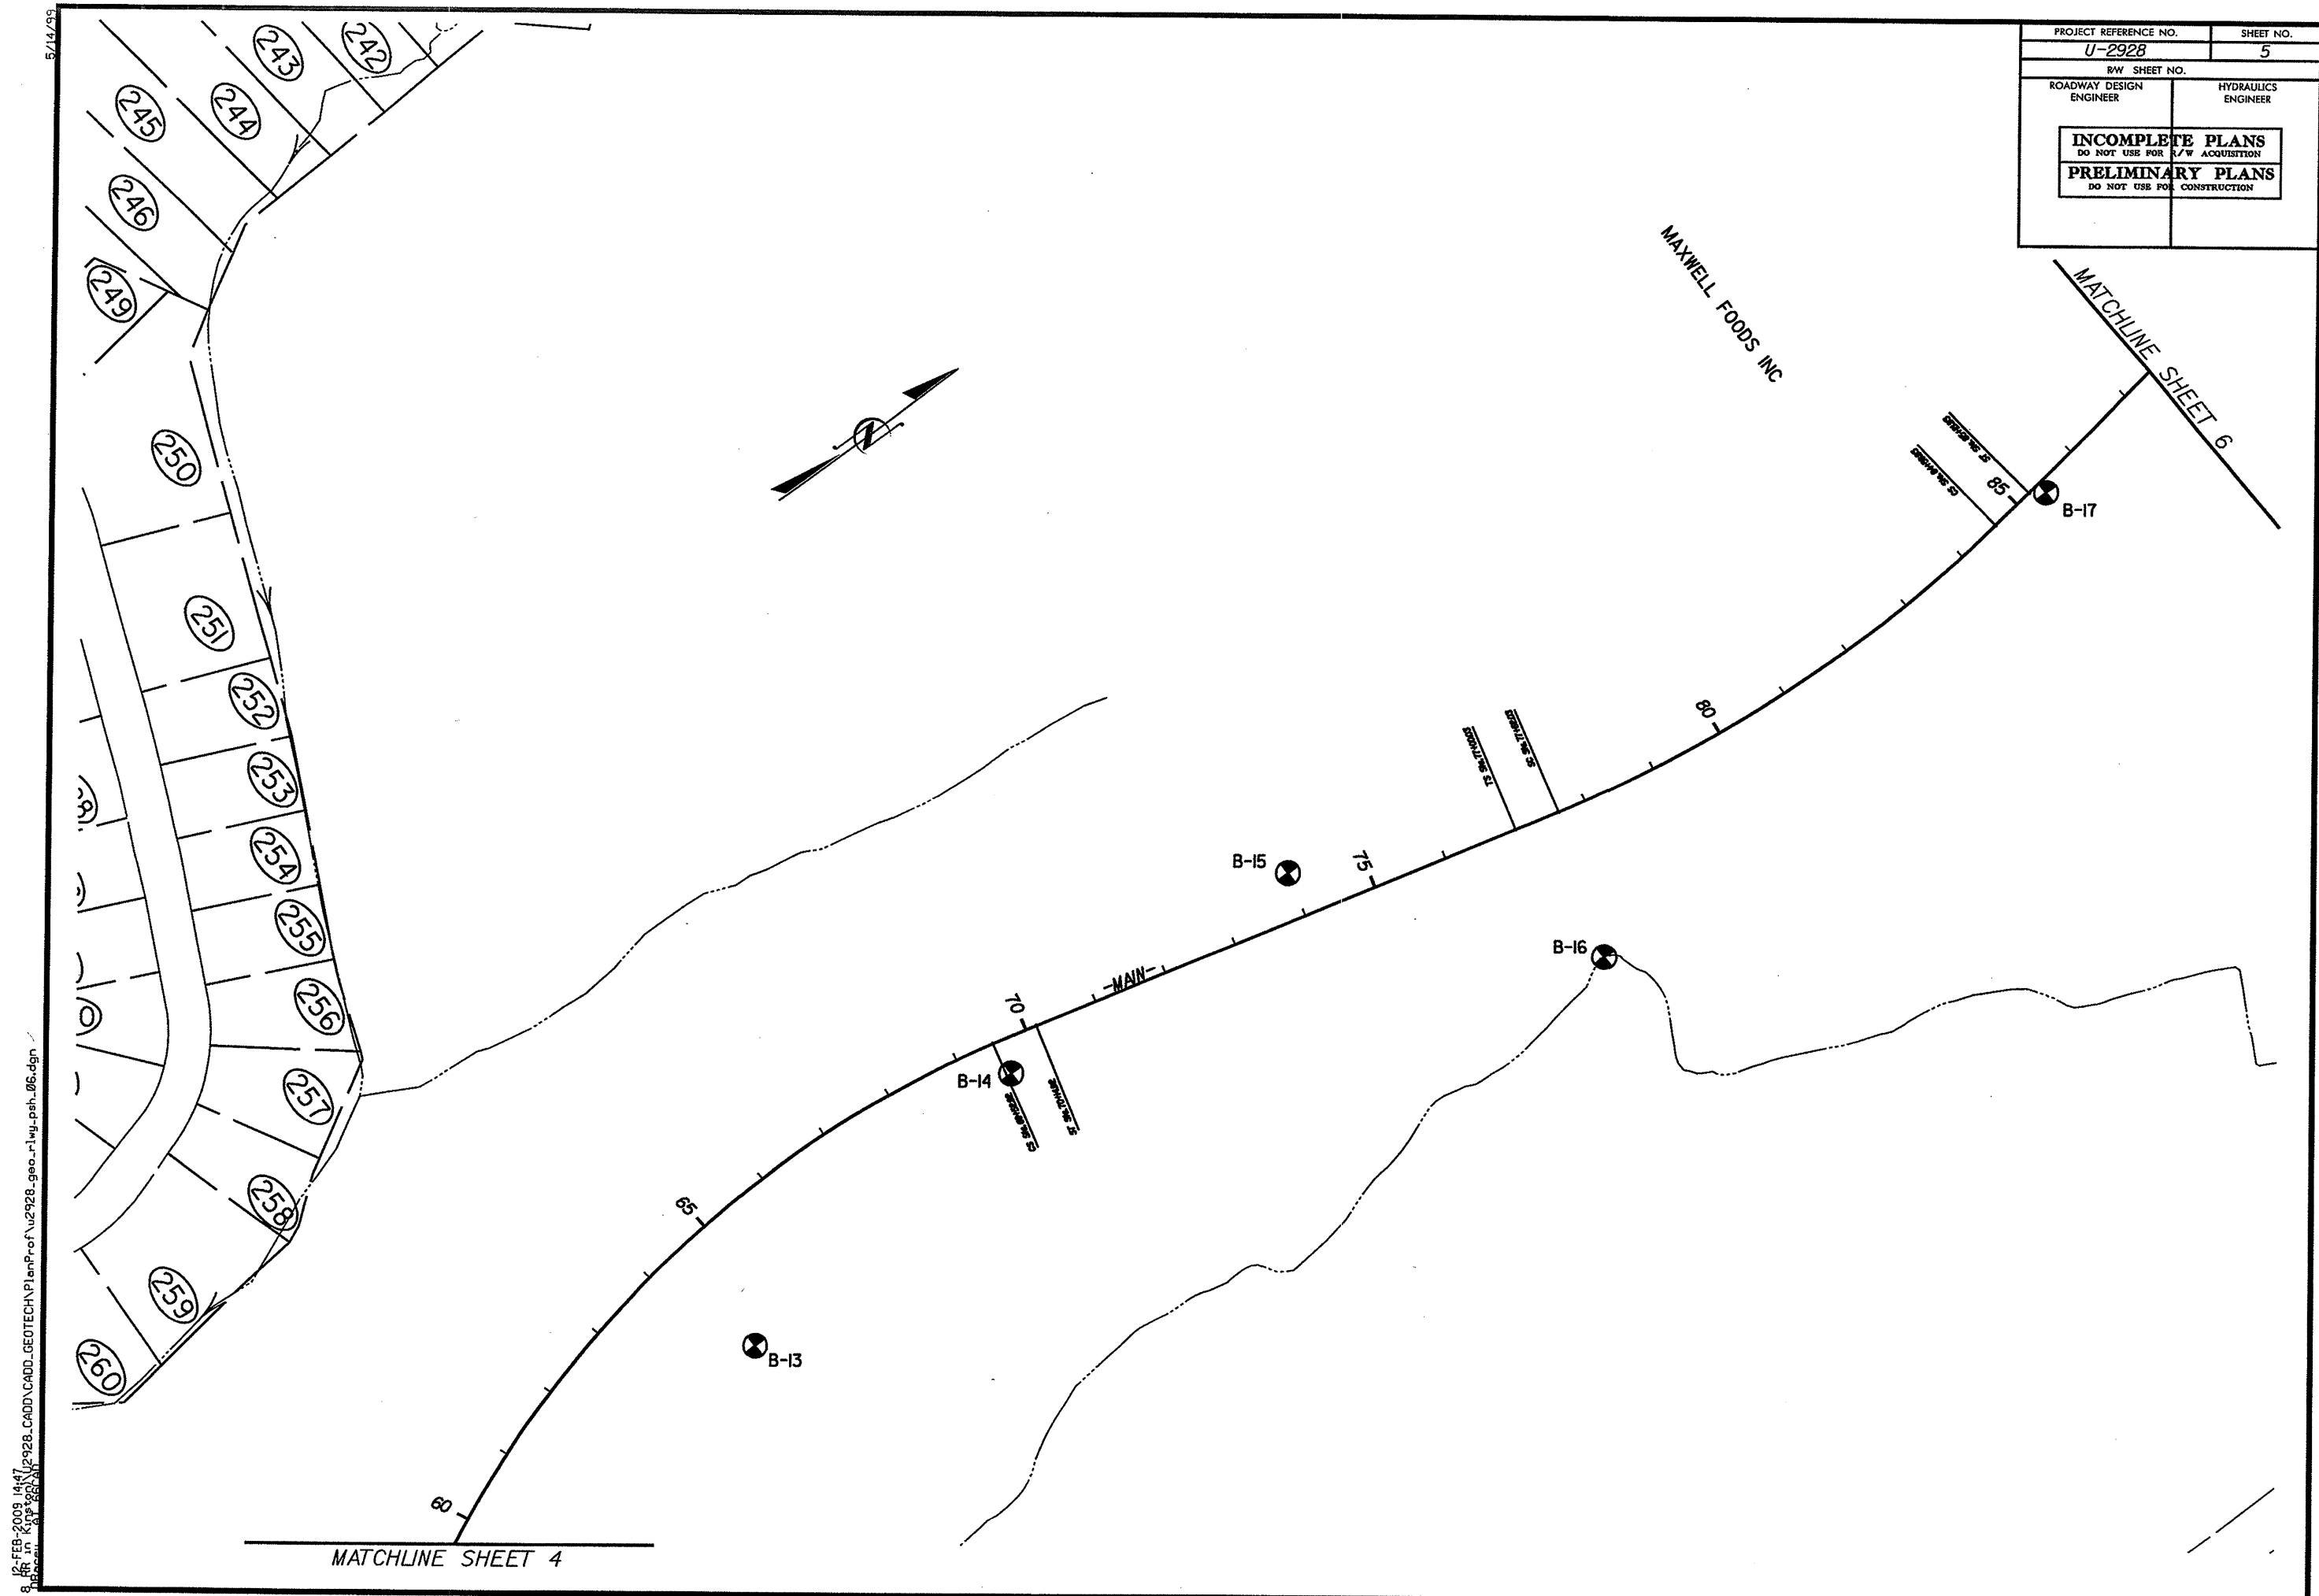 5/14/99
PROJECT REFERENCE NO.
SHEET NO.
U-2928
5
R/W SHEET NO.
ROADWAY DESIGN
ENGINEER
HYDRAULICS
ENGINEER
INCOMPLETE PLANS
DO NOT USE FOR R/W ACQUISITION
PRELIMINARY PLANS
DO NOT USE FOR CONSTRUCTION
242
243
244
245
246
249
250
251
252
253
254
255
256
257
258
259
260
MAXWELL FOODS INC
MATCHLINE SHEET 6
85
B-17
80
75
B-15
B-16
-MAIN-
70
B-14
65
B-13
60
MATCHLINE SHEET 4
12-FEB-2009 14:47